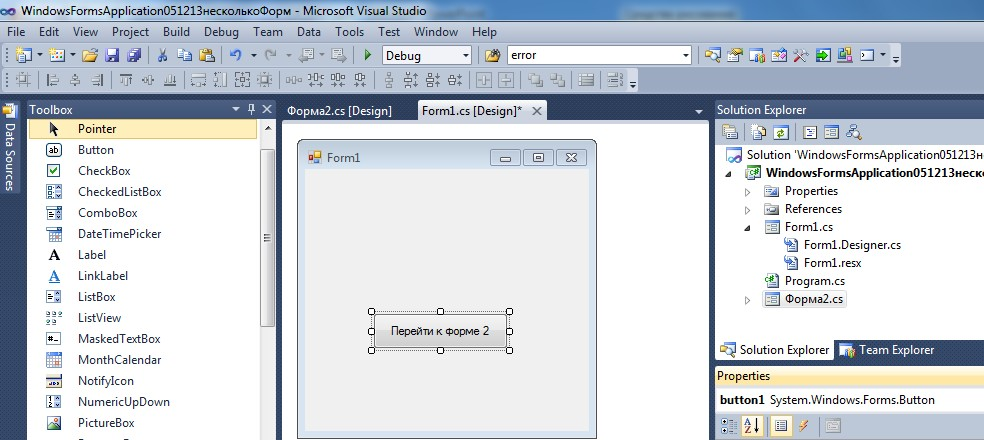 WindowsFormsApplication051213несколькоФорм - Microsoft Visual Studio
File Edit View Project Build Debug Team Data Tools Test Window Help
Debug error
Data Sources
Toolbox
Pointer
Button
CheckBox
CheckedListBox
ComboBox
DateTimePicker
Label
LinkLabel
ListBox
ListView
MaskedTextBox
MonthCalendar
NotifyIcon
NumericUpDown
PictureBox
Форма2.cs [Design] Form1.cs [Design]*
Form1
Перейти к форме 2
Solution Explorer
Solution 'WindowsFormsApplication051213н
WindowsFormsApplication051213неск
Properties
References
Form1.cs
Form1.Designer.cs
Form1.resx
Program.cs
Форма2.cs
Solution Explorer Team Explorer
Properties
button1 System.Windows.Forms.Button